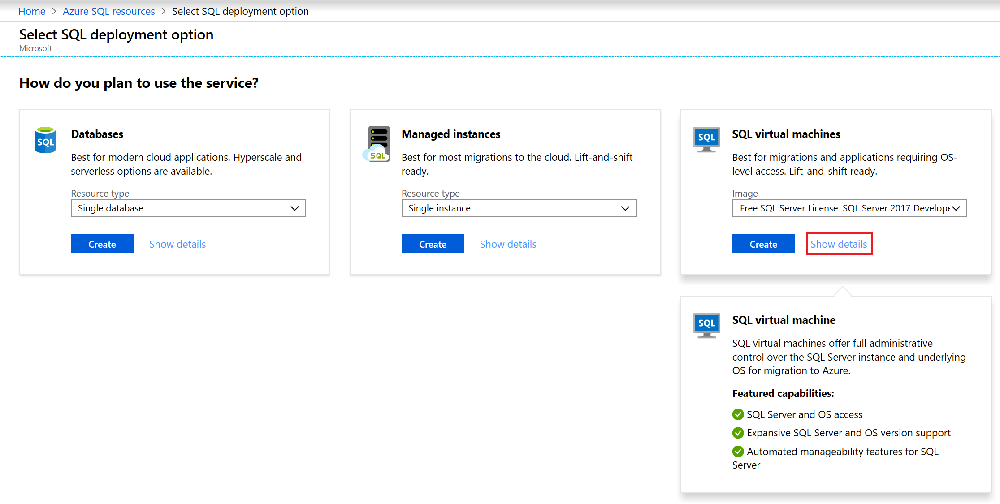 Home > Azure SQL resources > Select SQL deployment option
Select SQL deployment option
Microsoft
How do you plan to use the service?
SQL
Databases
Best for modern cloud applications. Hyperscale and
serverless options are available.
Resource type
Single database
Create
Show details
SQL
Managed instances
Best for most migrations to the cloud. Lift-and-shift
ready.
Resource type
Single instance
Create
Show details
SQL
SQL virtual machines
Best for migrations and applications requiring OS-
level access. Lift-and-shift ready.
Image
Free SQL Server License: SQL Server 2017 Develope
Create
Show details
SQL
SQL virtual machine
SQL virtual machines offer full administrative
control over the SQL Server instance and underlying
OS for migration to Azure.
Featured capabilities:
SQL Server and OS access
Expansive SQL Server and OS version support
Automated manageability features for SQL
Server